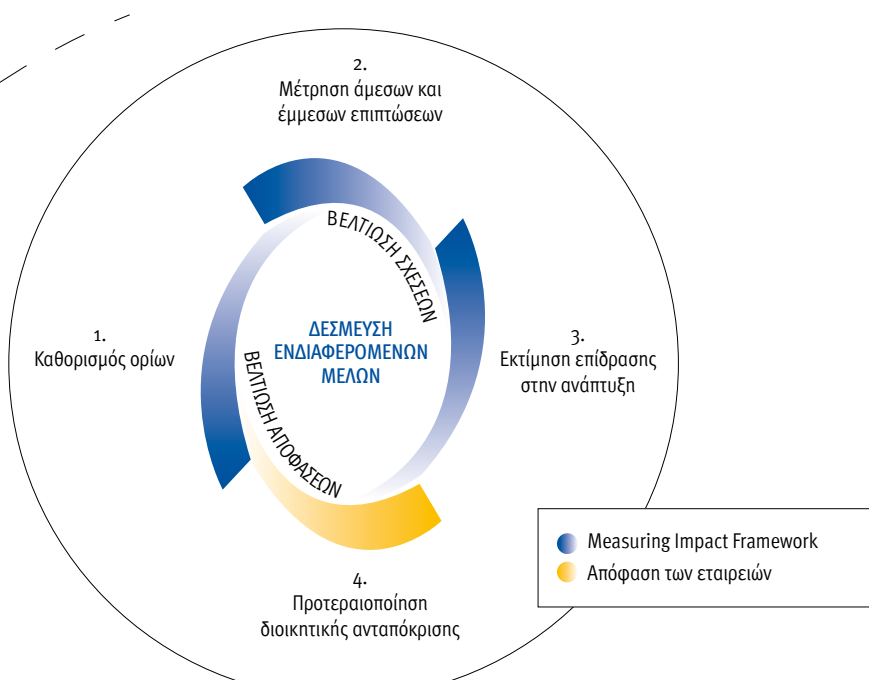 2.
Μέτρηση άμεσων και
έμμεσων επιπτώσεων
ΒΕΛΤΙΩΣΗ ΣΧΕΣΕΩΝ
1.
Καθορισμός ορίων
ΔΕΣΜΕΥΣΗ
ΕΝΔΙΑΦΕΡΟΜΕΝΩΝ
ΜΕΛΩΝ
3.
Εκτίμηση επίδρασης
στην ανάπτυξη
ΒΕΛΤΙΩΣΗ ΑΠΟΦΑΣΕΩΝ
4.
Προτεραιοποίηση
διοικητικής ανταπόκρισης
Measuring Impact Framework
Απόφαση των εταιρειών